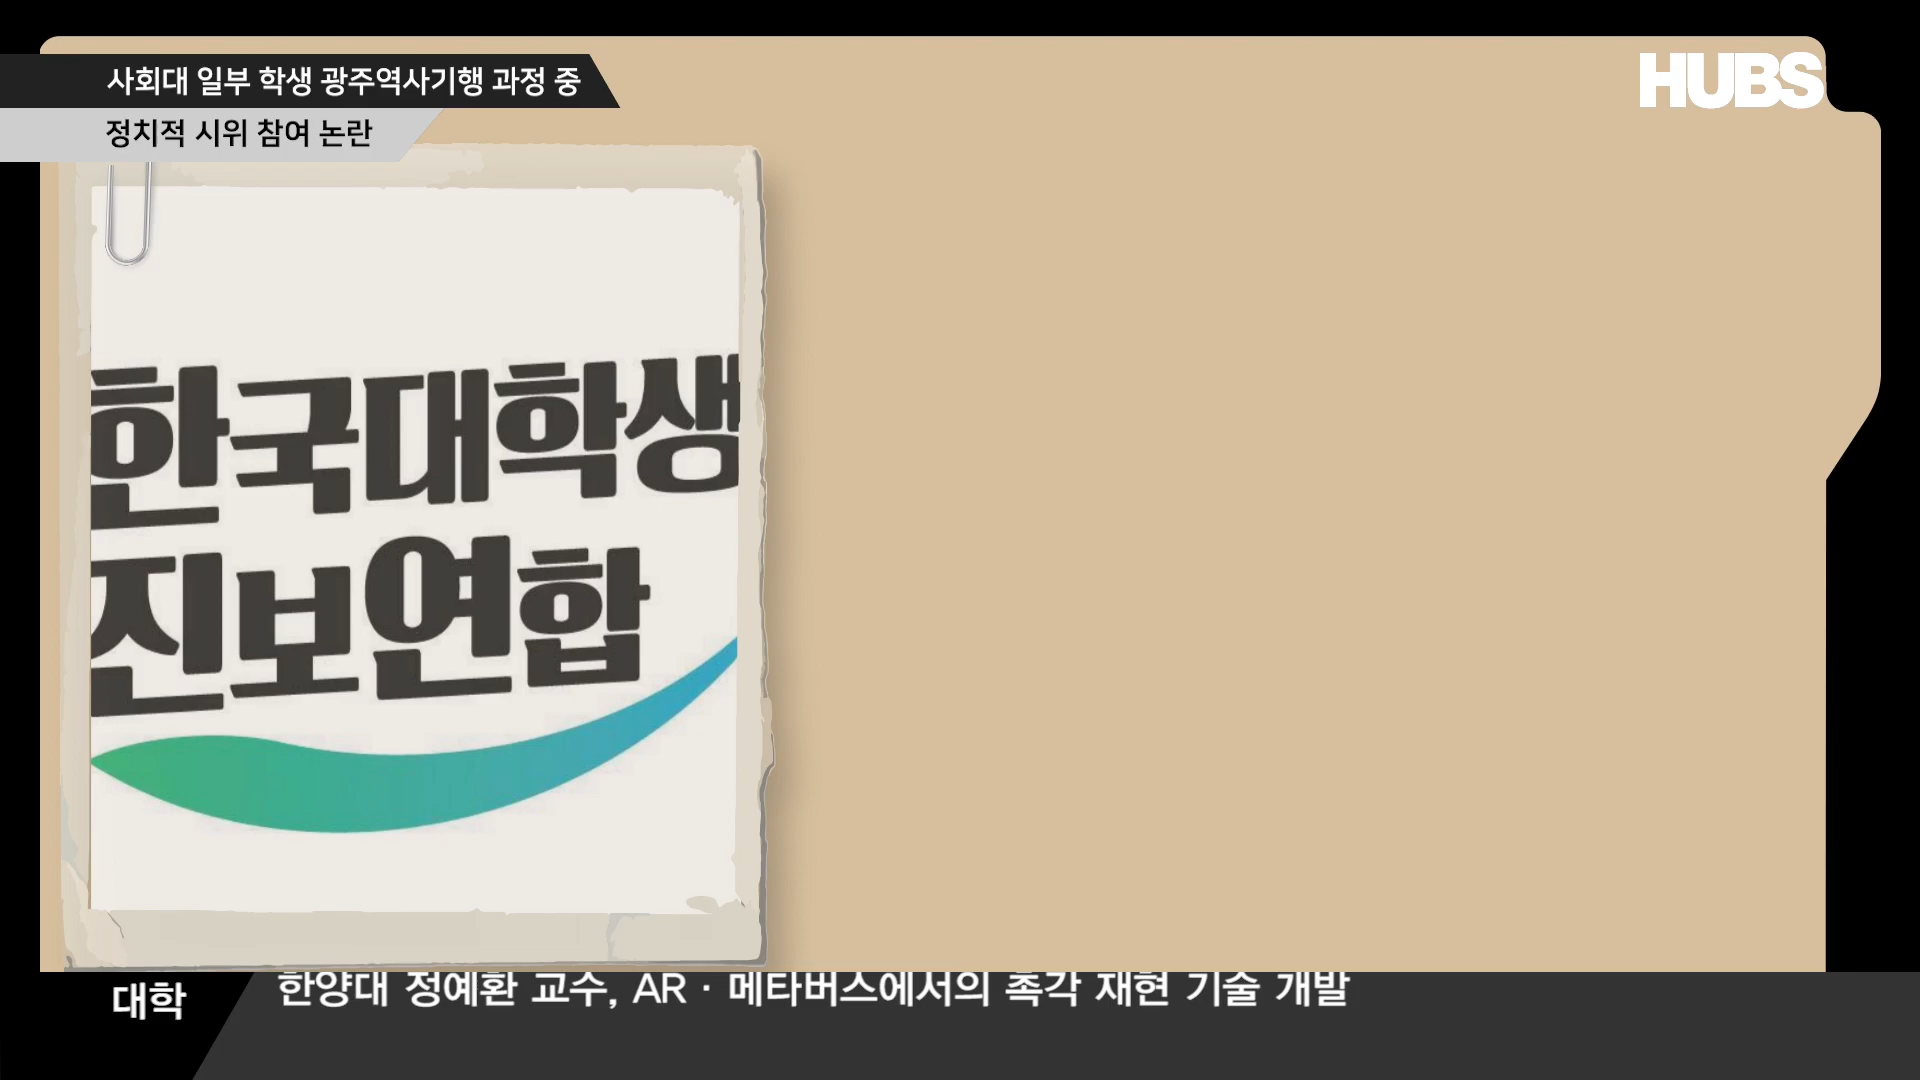 사회대 일부 학생 광주역사기행 과정 중
정치적 시위 참여 논란
HUBS
한국대학생
진보연합
대학
한양대 정예환 교수, AR · 메타버스에서의 촉각 재현 기술 개발